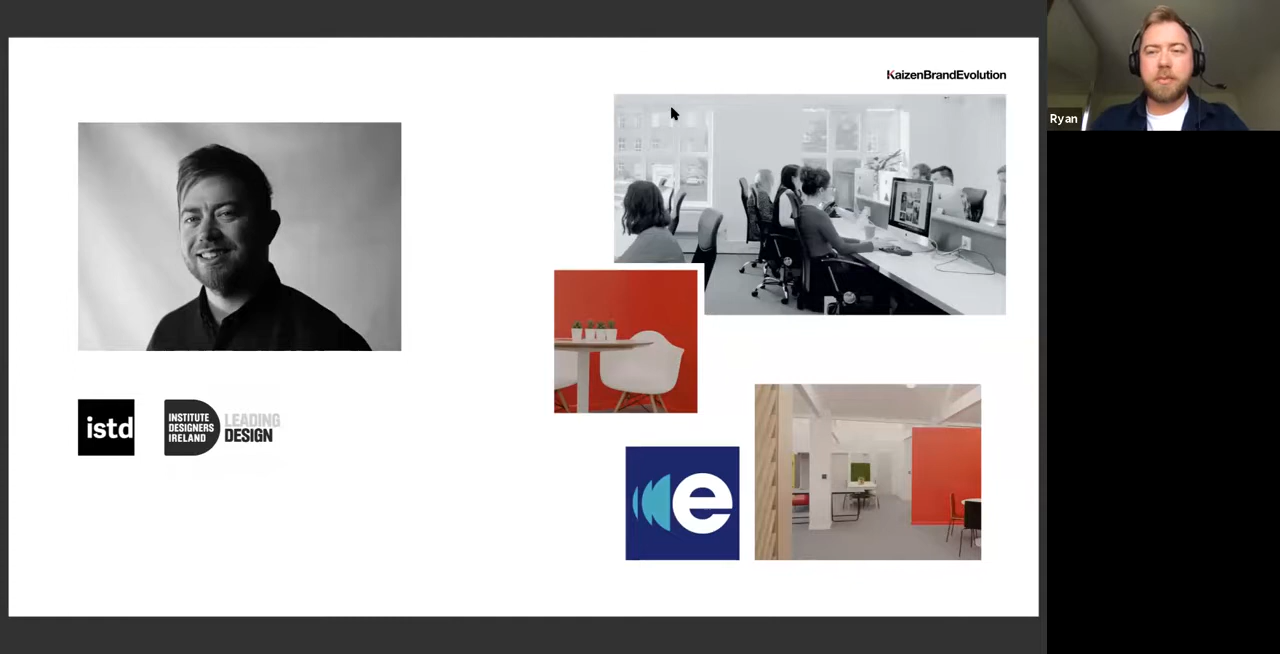 KaizenBrandEvolution
Ryan
istd
INSTITUTE
DESIGNERS
IRELAND
LEADING
DESIGN
e